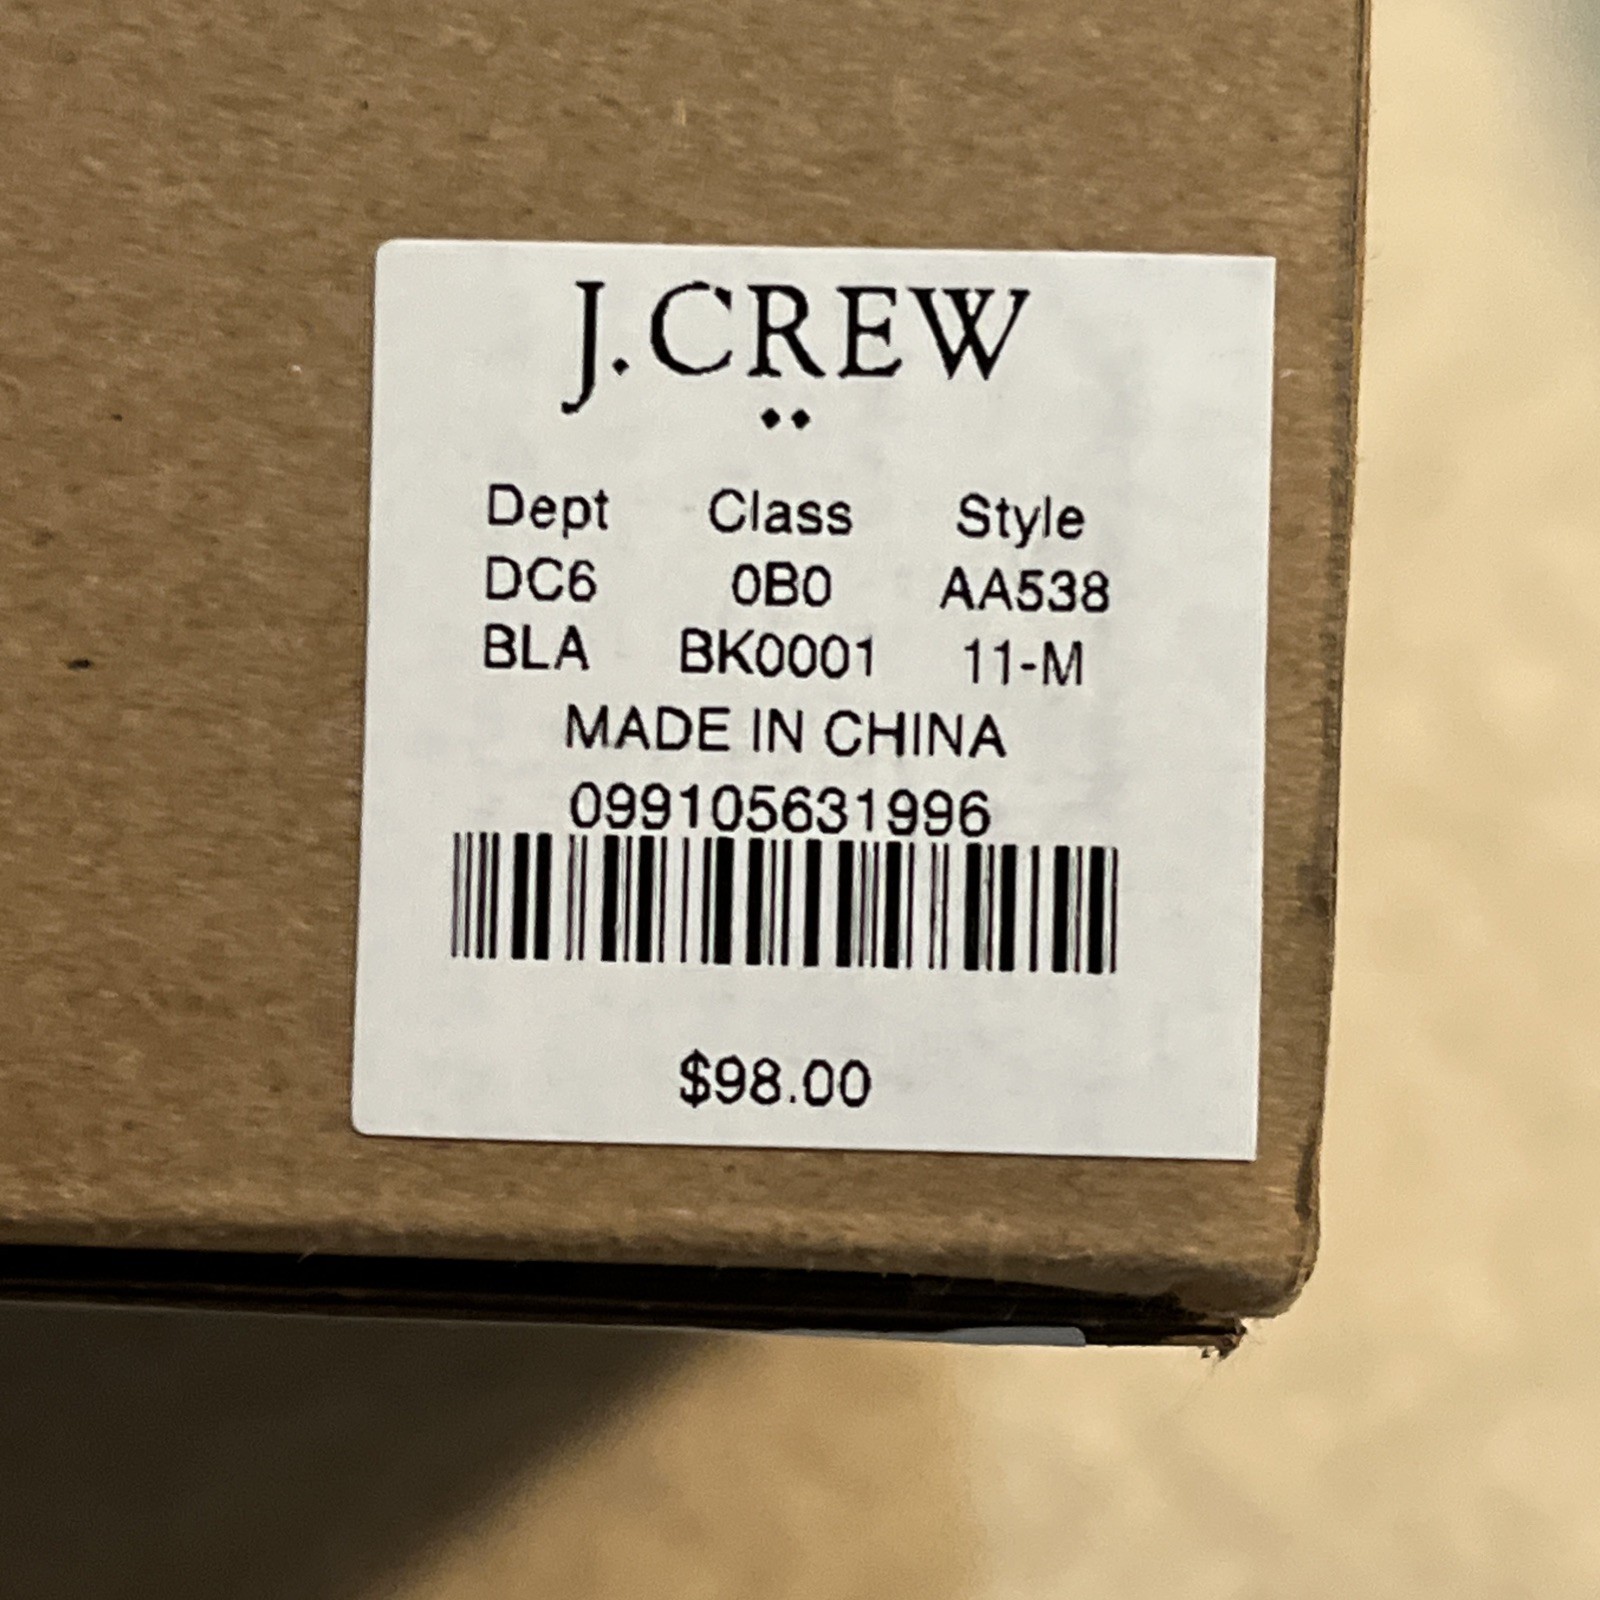 J.CREW
Dept Class Style
DC6 0B0 AA538
BLA BK0001 11-M
MADE IN CHINA
099105631996
$98.00